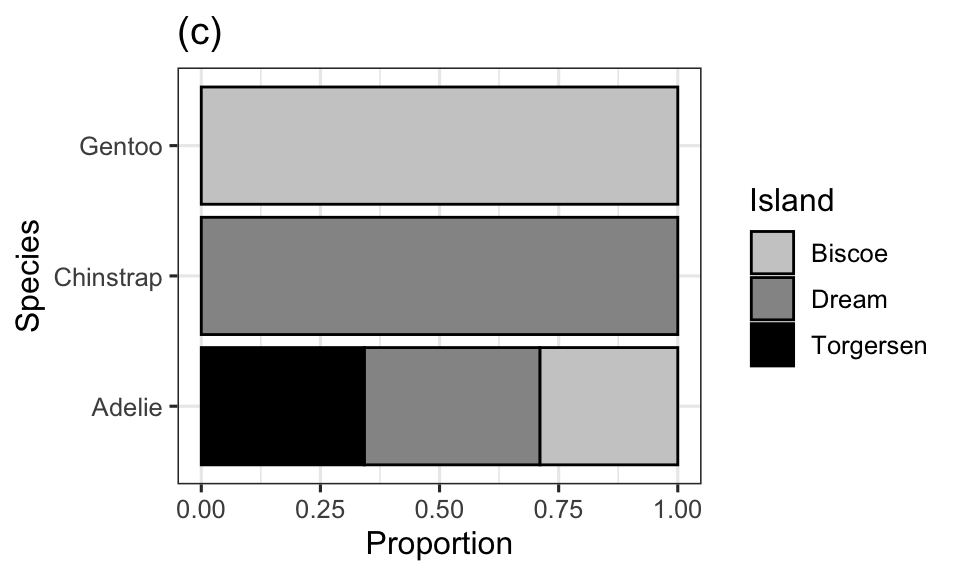 (c)
Gentoo
Chinstrap
Adelie
Species
0.00 0.25 0.50 0.75 1.00
Proportion
Island
Biscoe
Dream
Torgersen